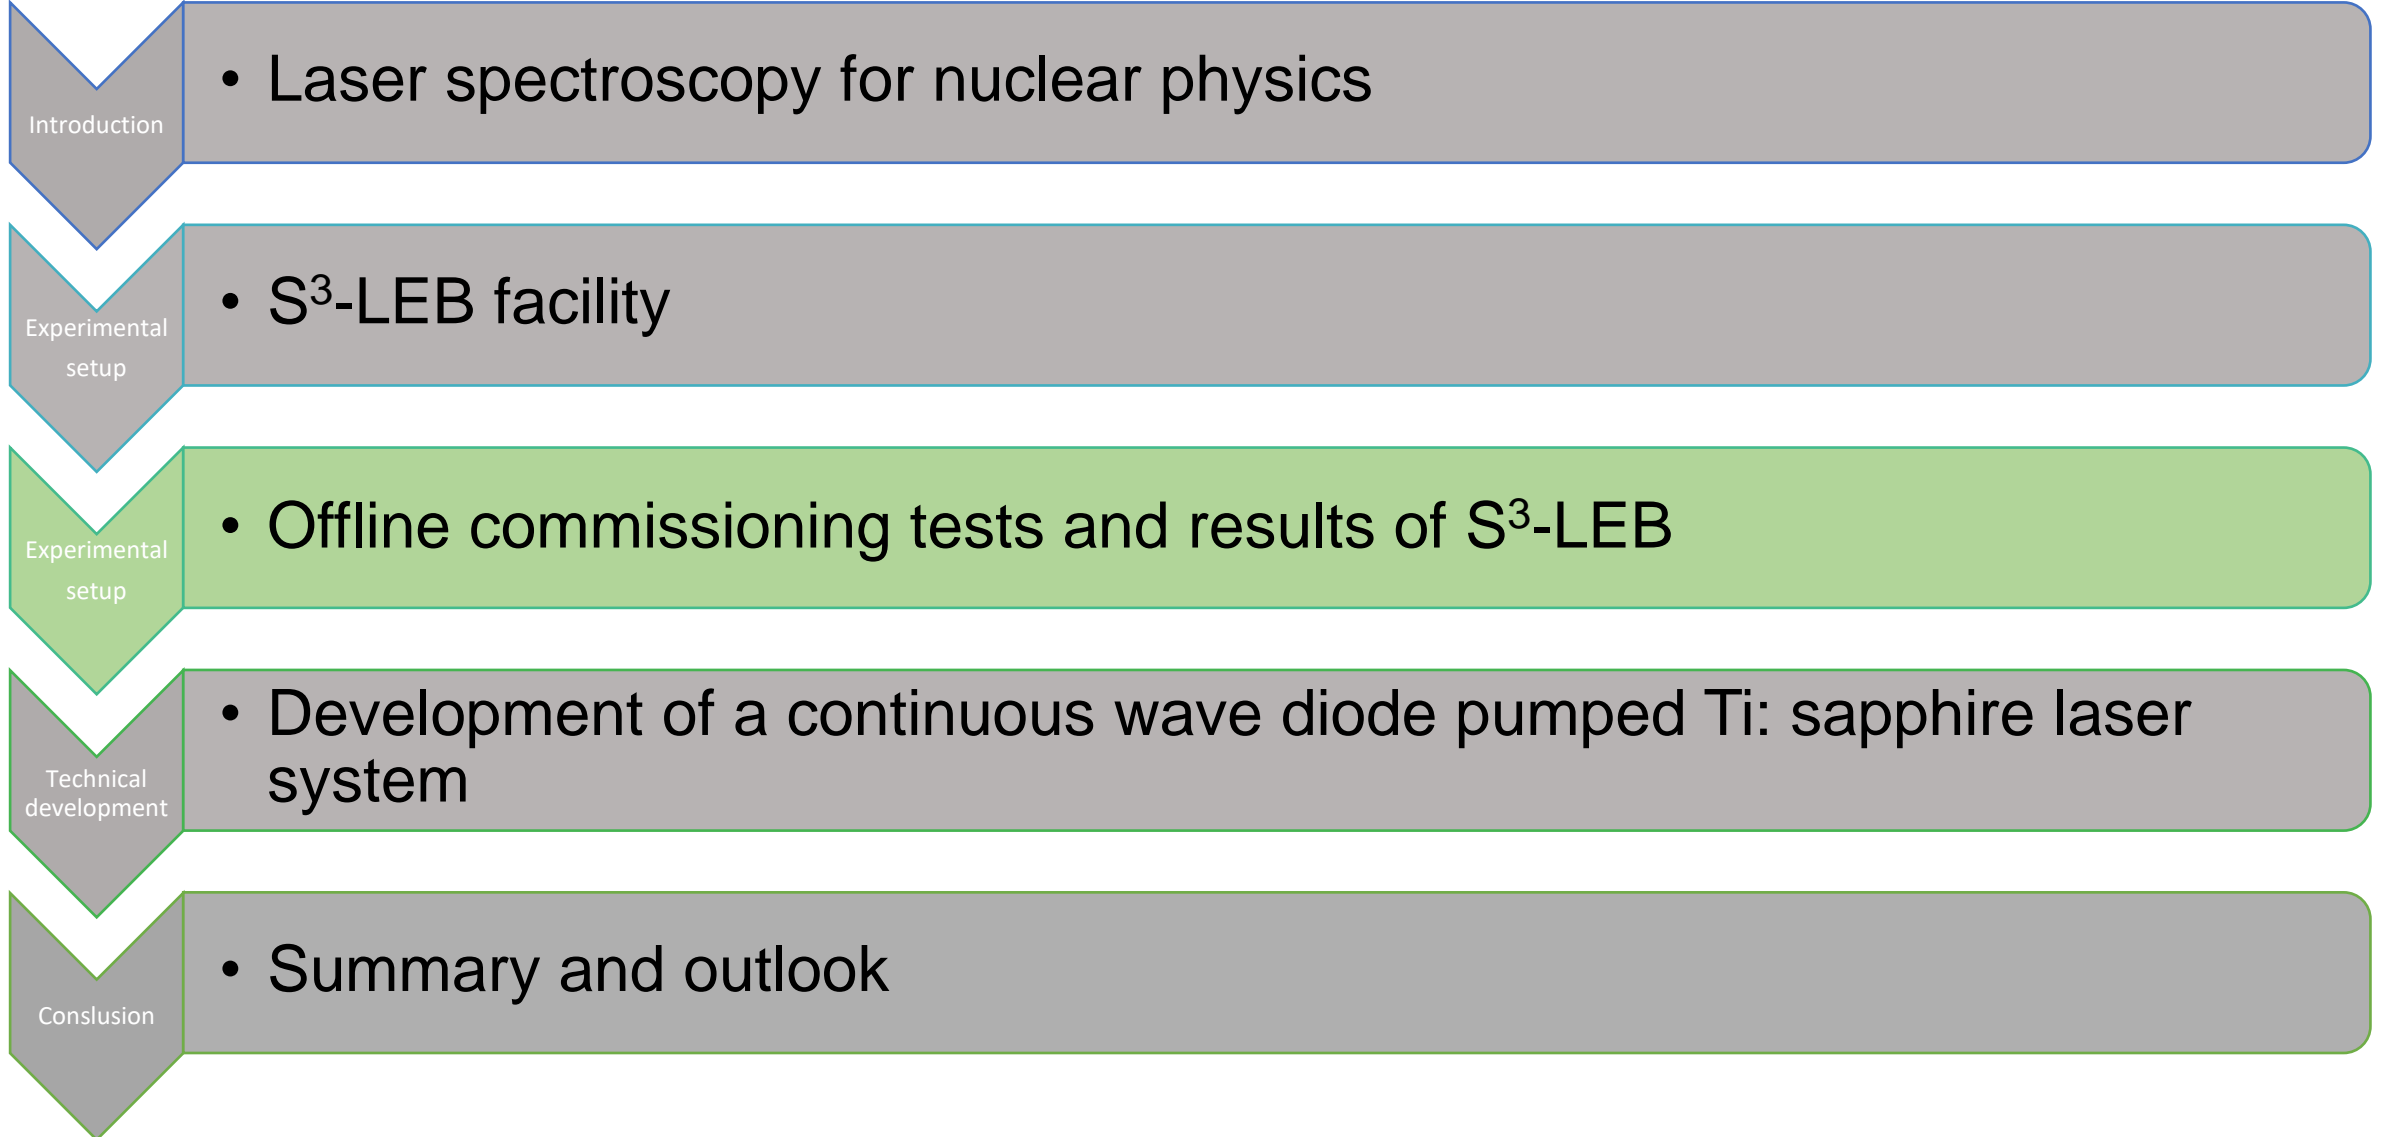 Introduction
• Laser spectroscopy for nuclear physics
Experimental
setup
• S³-LEB facility
Experimental
setup
• Offline commissioning tests and results of S³-LEB
Technical
development
• Development of a continuous wave diode pumped Ti: sapphire laser
system
Conslusion
• Summary and outlook